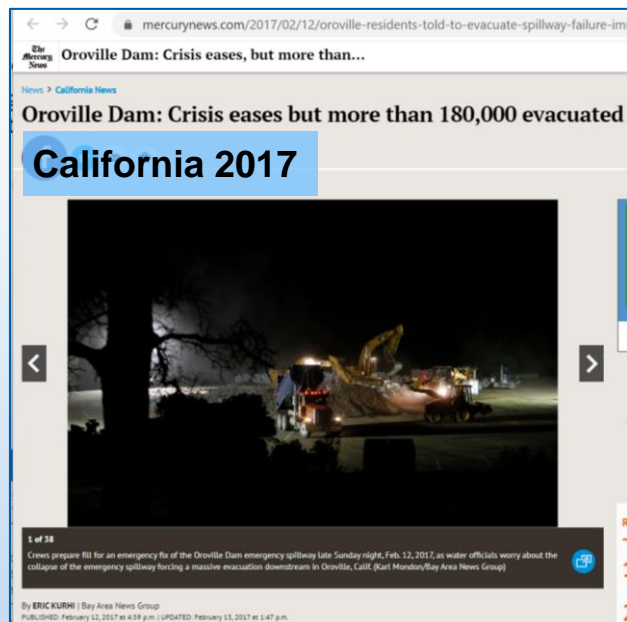 mercurynews.com/2017/02/12/oroville-residents-told-to-evacuate-spillway-failure-im
The Mercury News
Oroville Dam: Crisis eases, but more than...
News > California News
Oroville Dam: Crisis eases but more than 180,000 evacuated
California 2017
1 of 38
Crews prepare fill for an emergency fix of the Oroville Dam emergency spillway late Sunday night, Feb. 12, 2017, as water officials worry about the
collapse of the emergency spillway forcing a massive evacuation downstream in Oroville, Calif. (Karl Mondon/Bay Area News Group)
By ERIC KURHI | Bay Area News Group
PUBLISHED: February 12, 2017 at 4:59 p.m. | UPDATED: February 13, 2017 at 1:47 p.m.